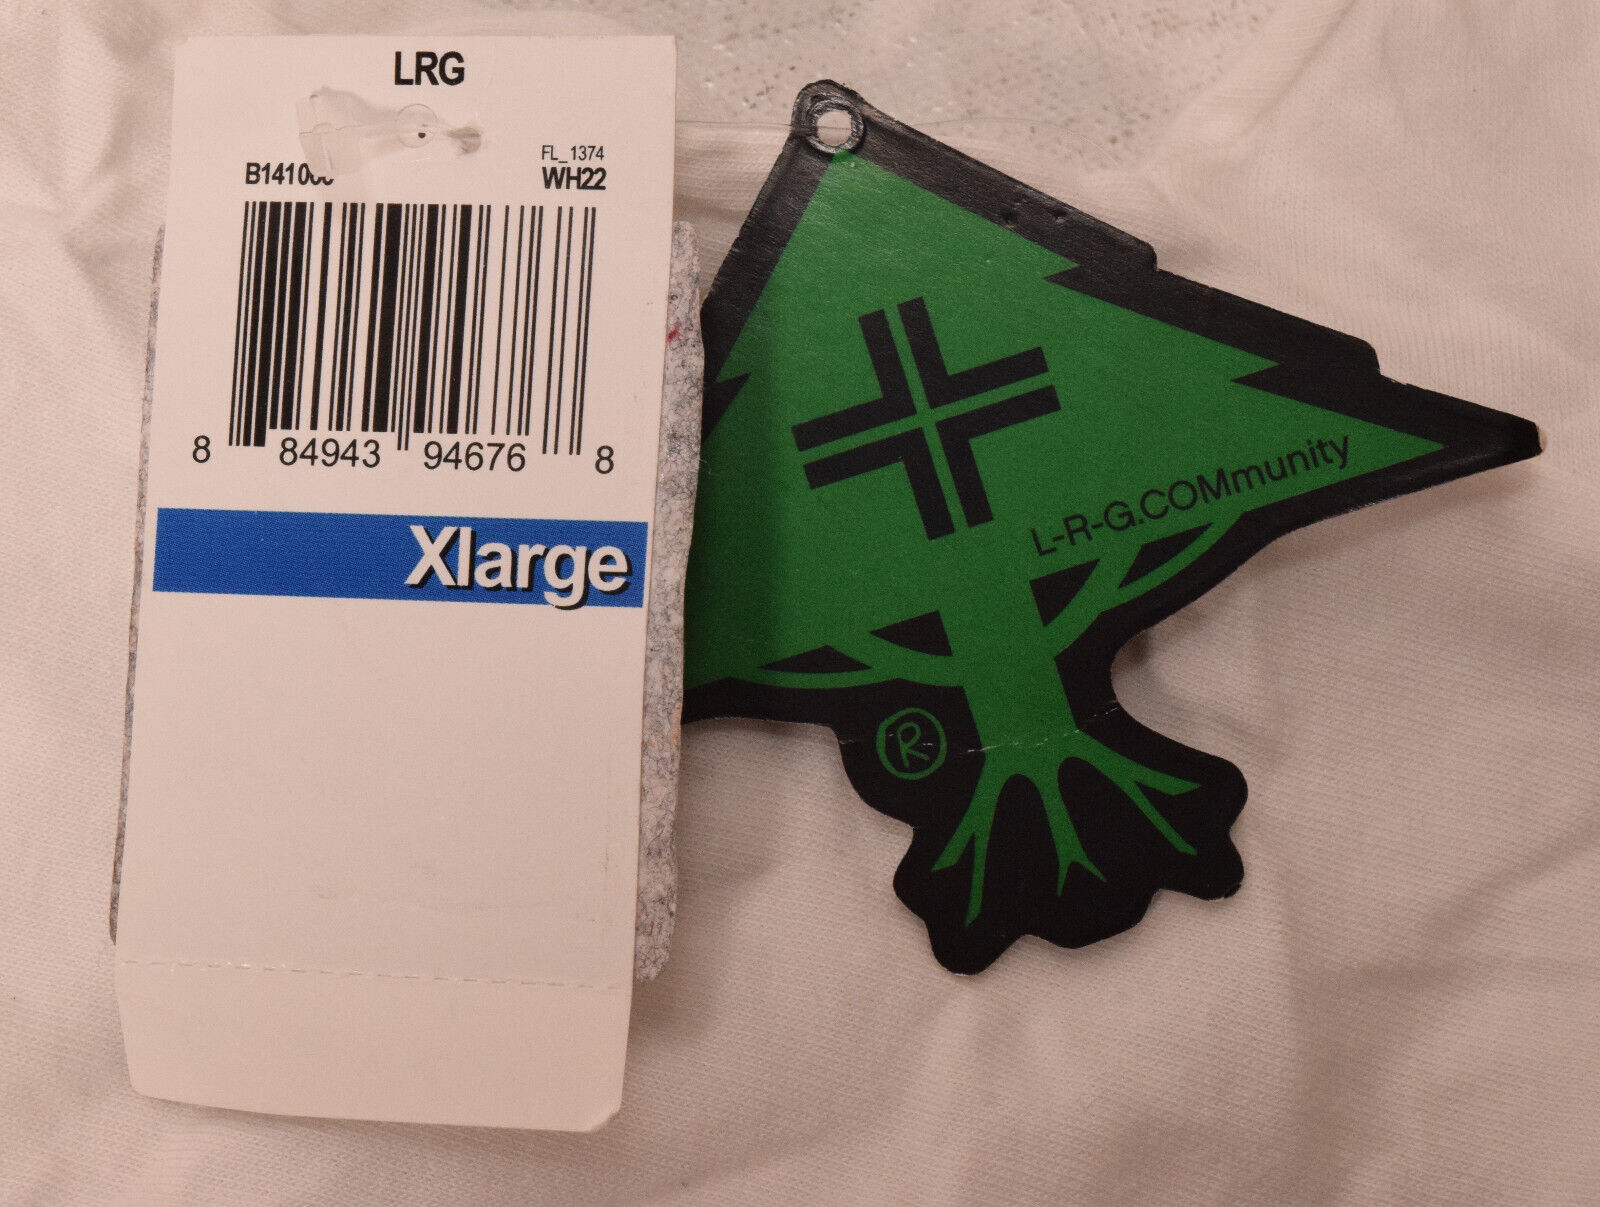 LRG
FL_1374
WH22
8 84943 94676 8
Xlarge
L-R-G.COMmunity
®